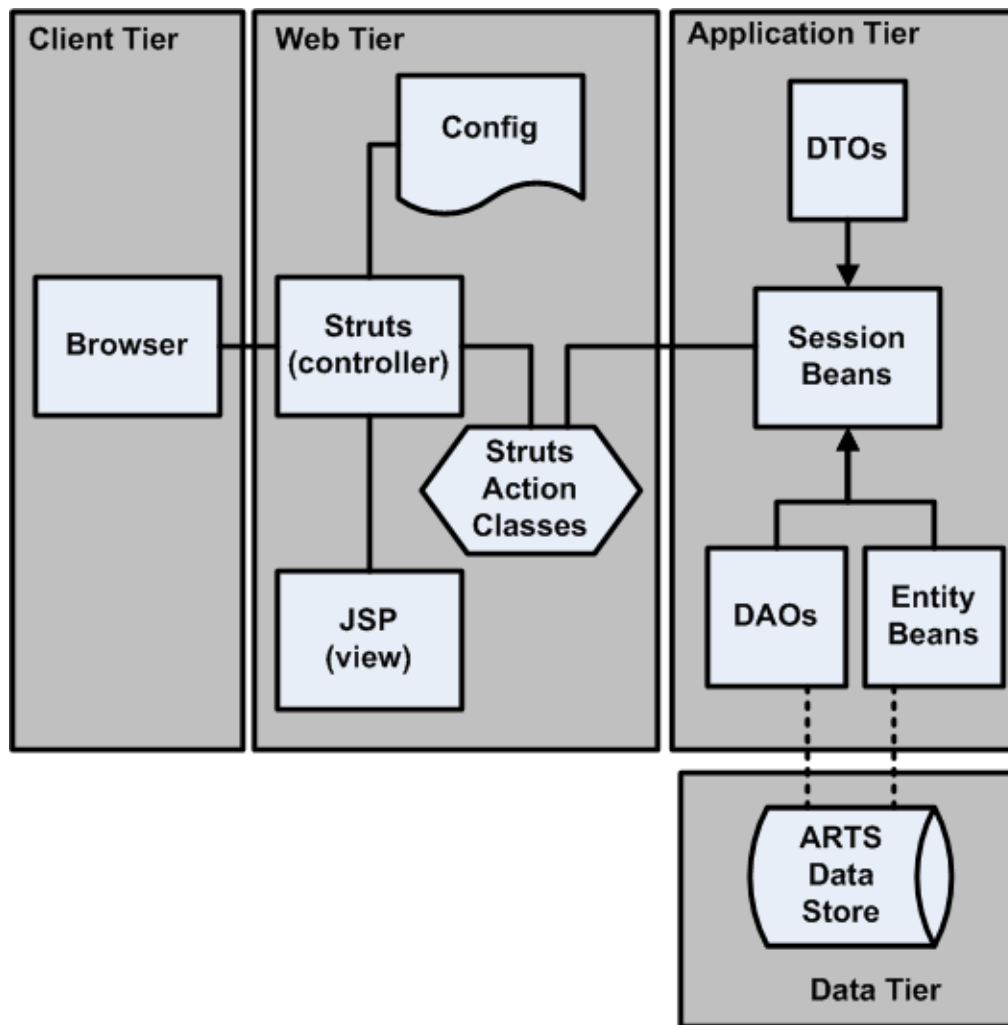 Client Tier
Web Tier
Application Tier
Config
DTOs
Browser
Struts
(controller)
Session
Beans
Struts
Action
Classes
JSP
(view)
DAOs
Entity
Beans
ARTS
Data
Store
Data Tier